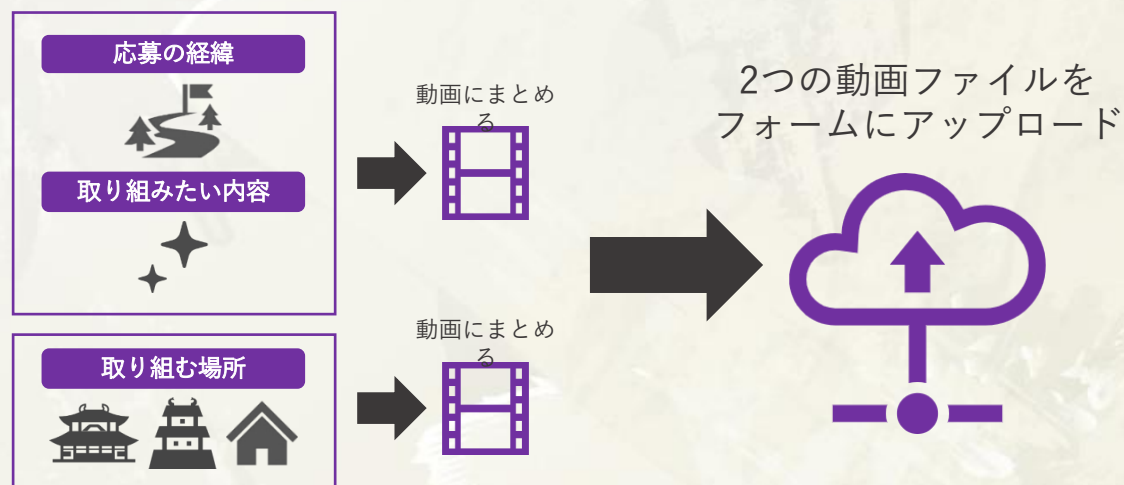 応募の経緯
取り組みたい内容
動画にまとめ
る
取り組む場所
動画にまとめ
る
2つの動画ファイルを
フォームにアップロード